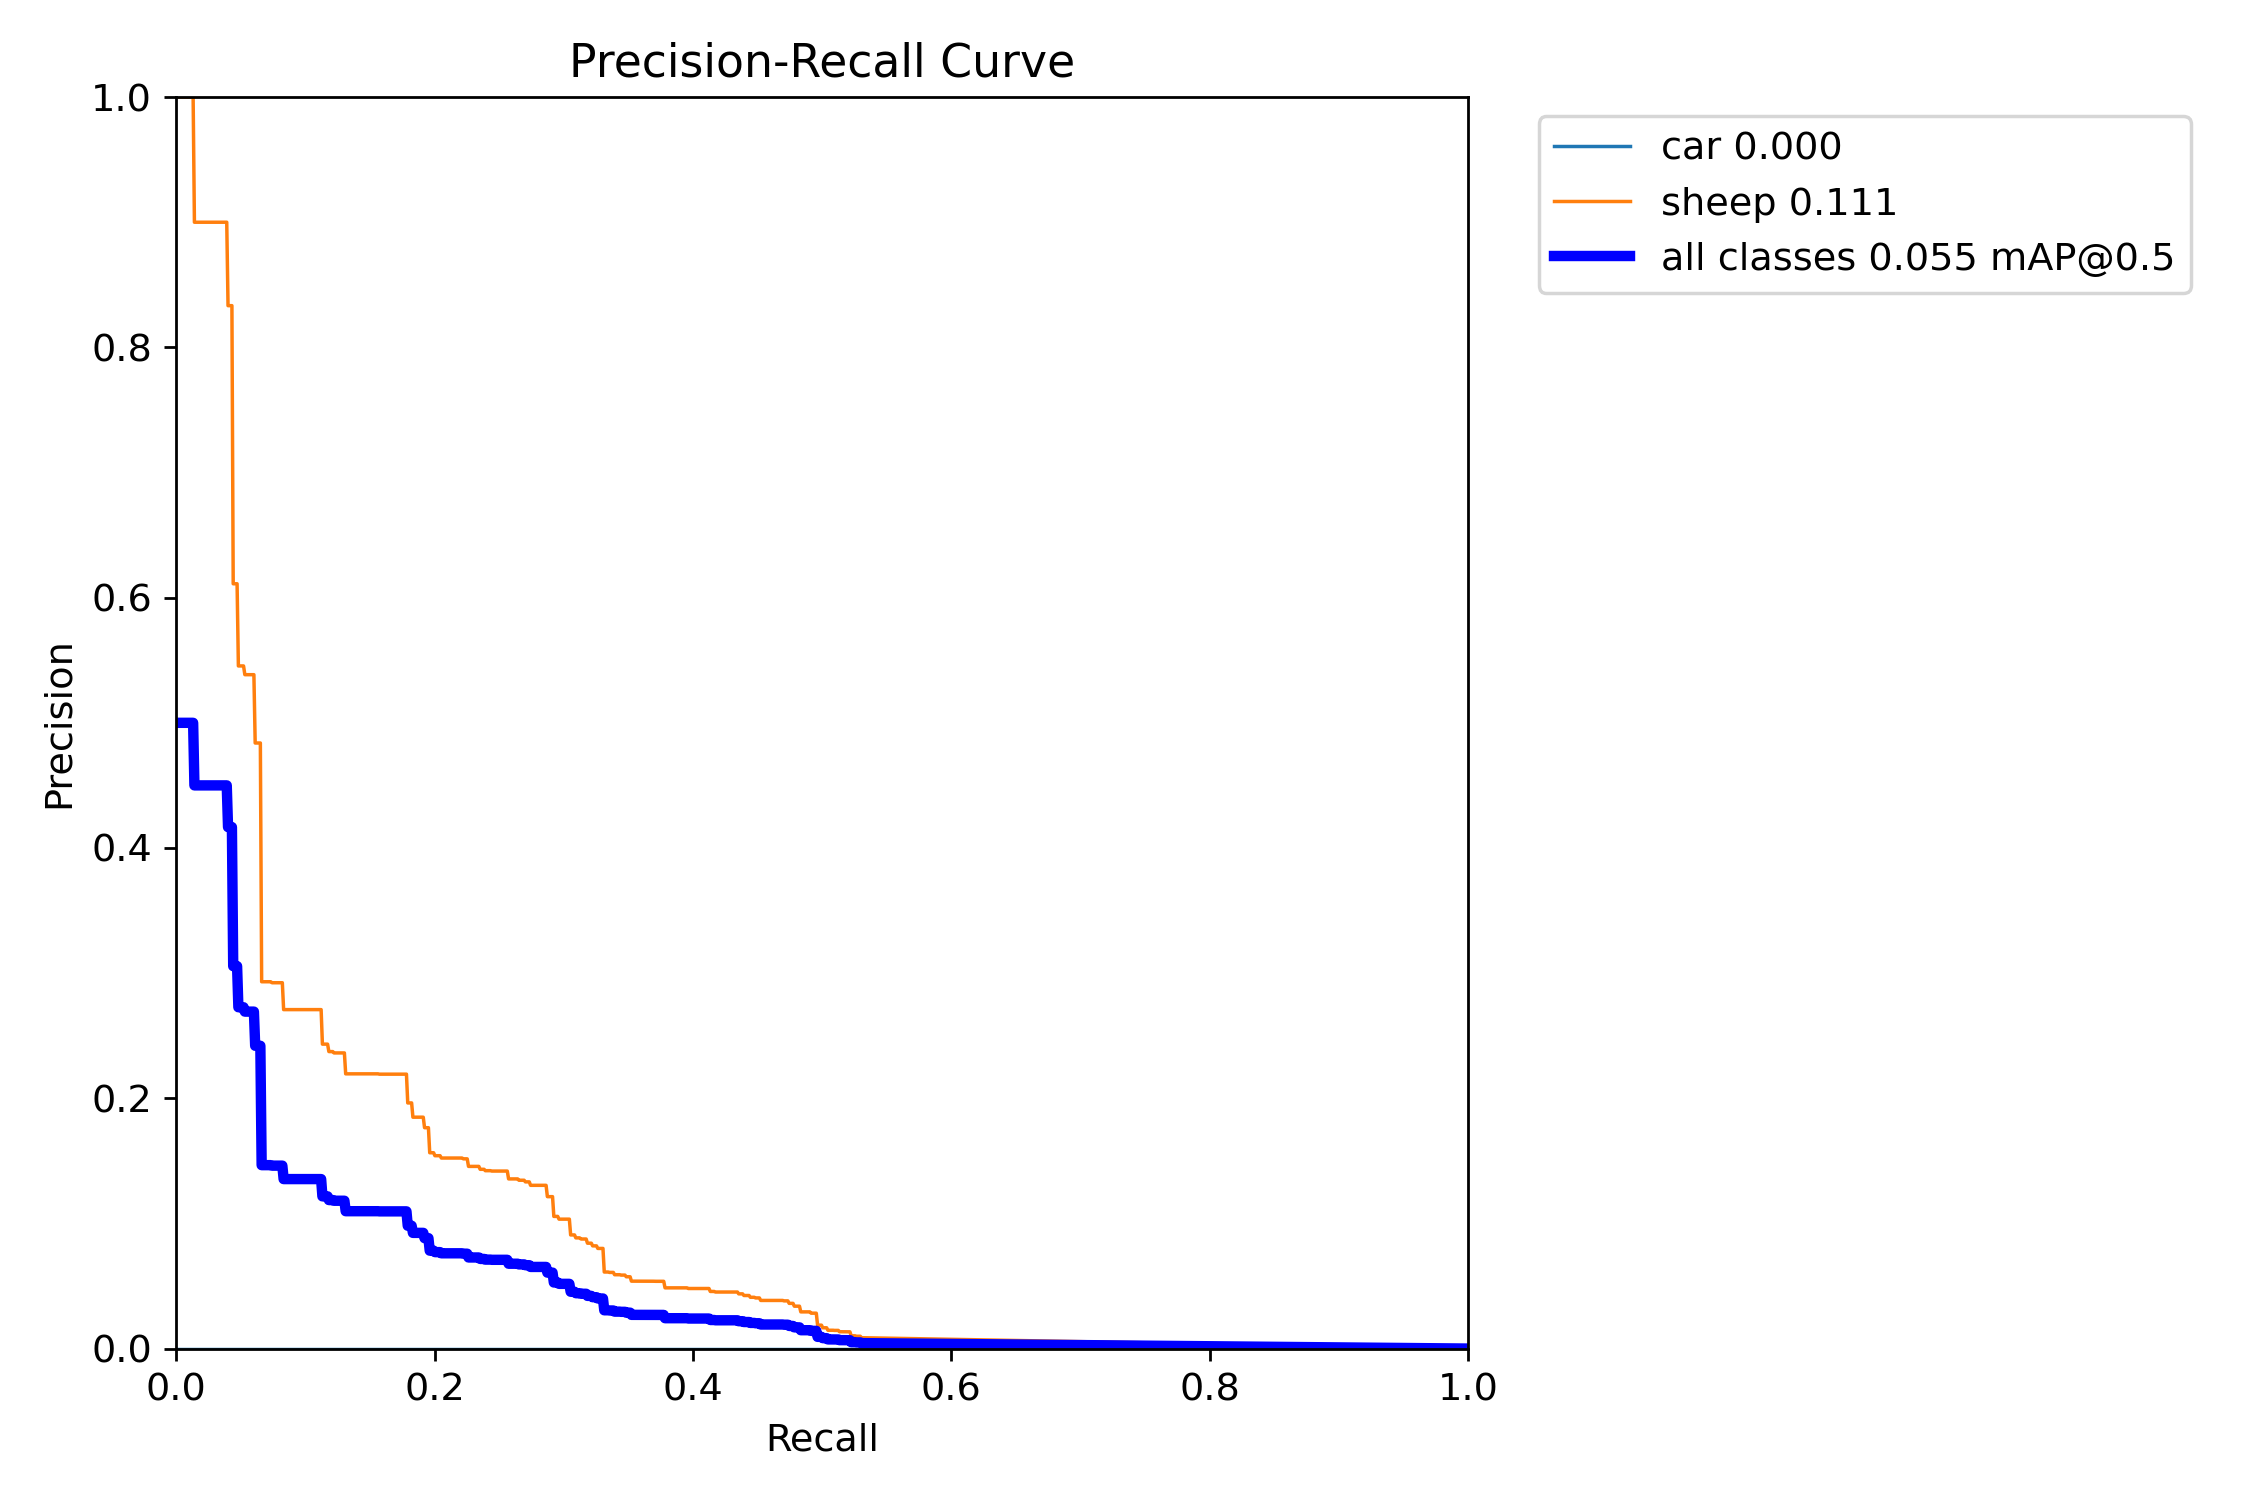 Precision-Recall Curve
1.0
0.8
0.6
0.4
0.2
0.0
Precision
0.0 0.2 0.4 0.6 0.8 1.0
Recall
car 0.000
sheep 0.111
all classes 0.055 mAP@0.5